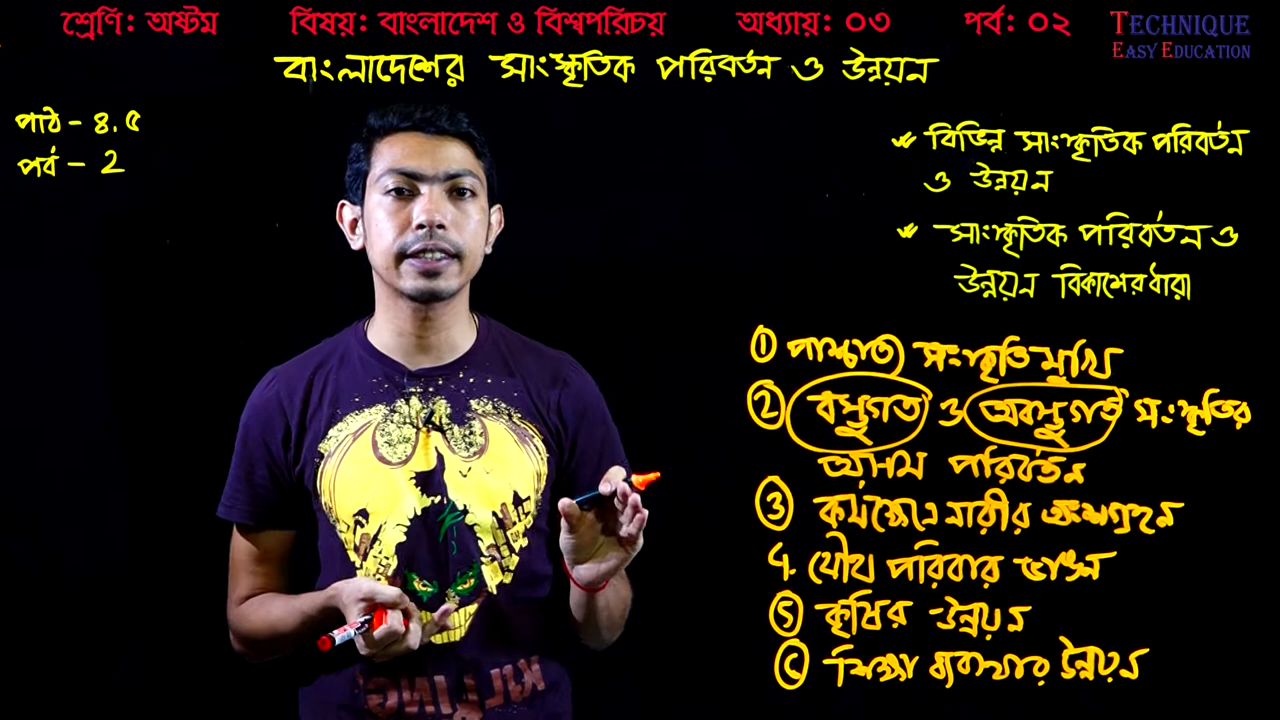 শ্রেণি: অষ্টম বিষয়: বাংলাদেশ ও বিশ্বপরিচয় অধ্যায়: ০৩ পর্ব: ০২
TECHNIQUE
EASY EDUCATION
বাংলাদেশের সাংস্কৃতিক পরিবর্তন ও উন্নয়ন
পাঠ - ৪.৫
পর্ব - 2
বিভিন্ন সাংস্কৃতিক পরিবর্তন
ও উন্নয়ন
সাংস্কৃতিক পরিবর্তন ও
উন্নয়ন বিকাশের ধারা
① পাশ্চাত্য সংস্কৃতি মুখি
② বস্তুগত ও অবস্তুগত সংস্কৃতির
অসম পরিবর্তন
③ কর্মক্ষেত্রে নারীর অংশগ্রহন
4. যৌথ পরিবার ভাঙন
⑤ কৃষির উন্নয়ন
⑥ শিক্ষা ব্যবস্থার উন্নয়ন